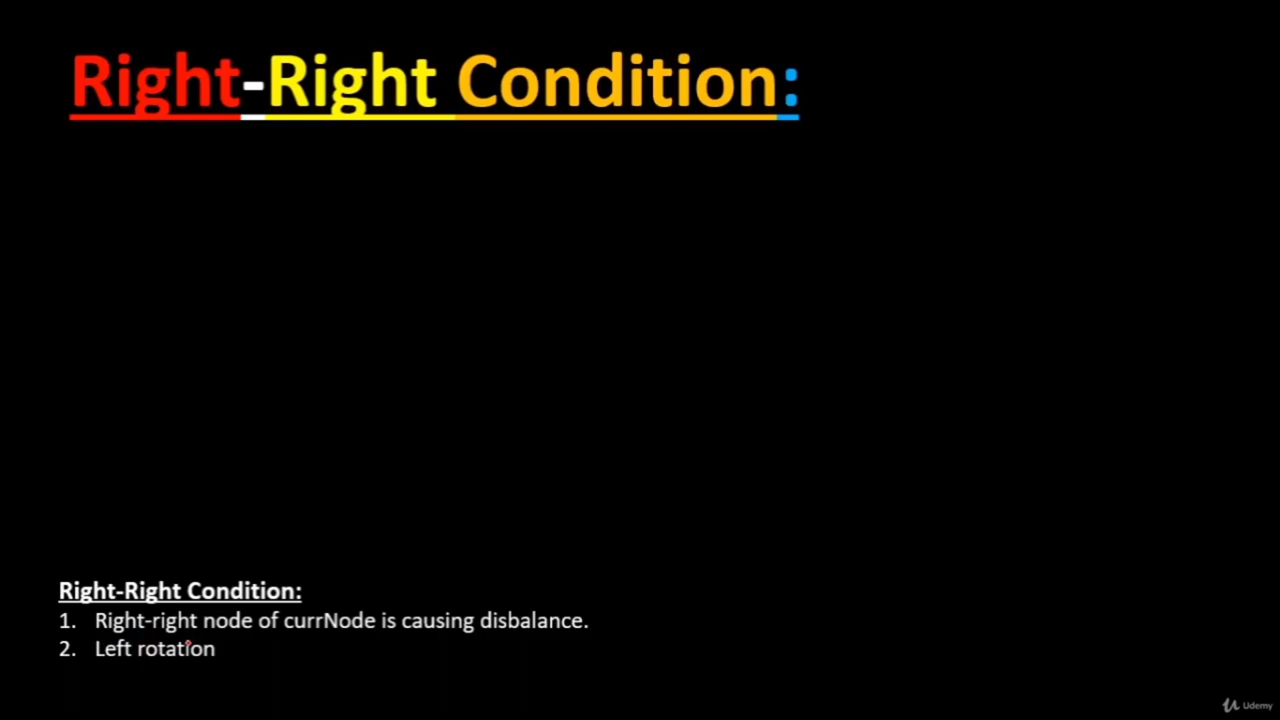 Right-Right Condition:
Right-Right Condition:
1. Right-right node of currNode is causing disbalance.
2. Left rotation
Udemy